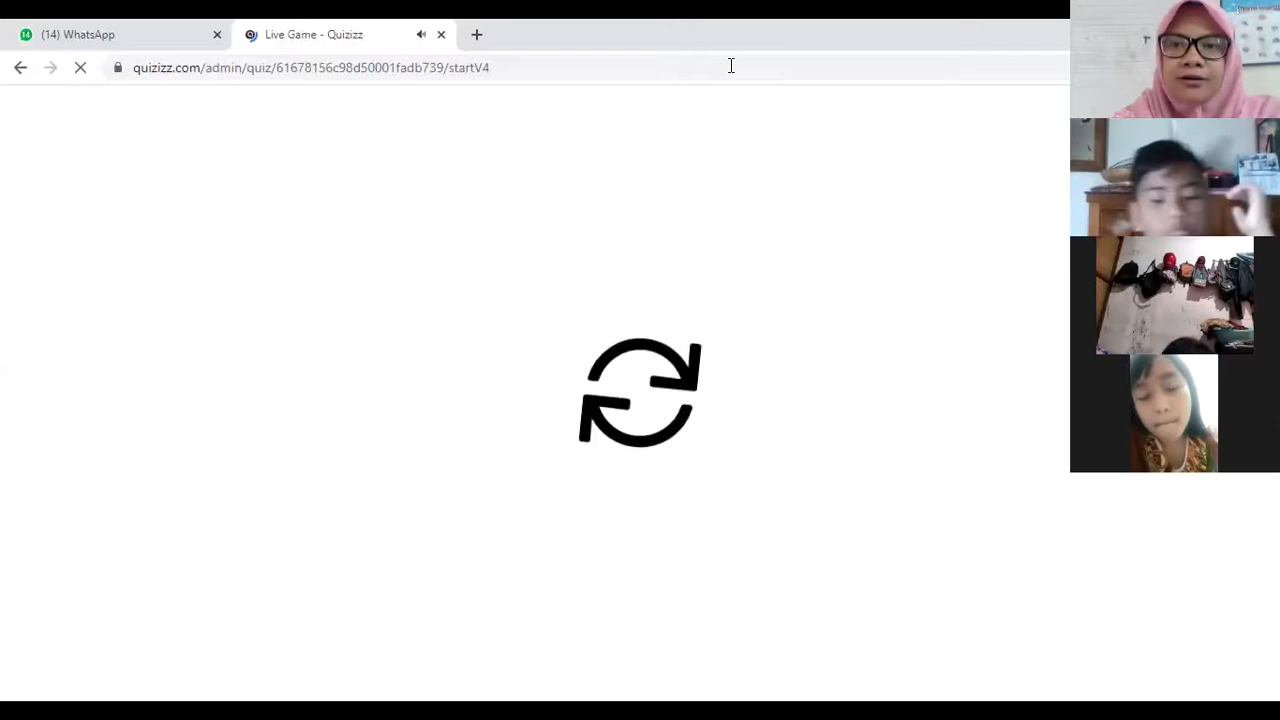 (14) WhatsApp
Live Game - Quizizz
quizizz.com/admin/quiz/61678156c98d50001fadb739/startV4